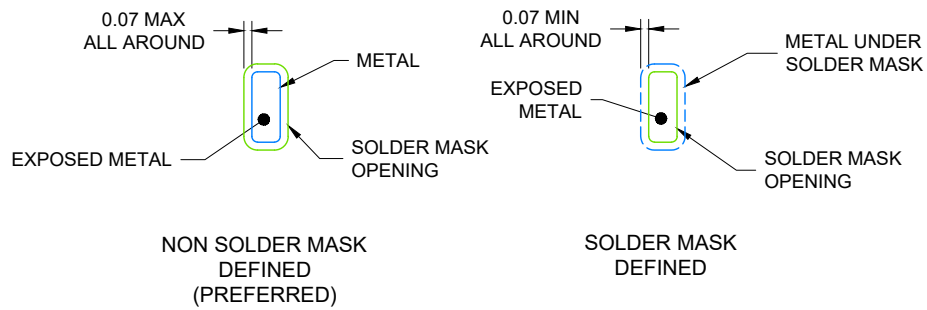 0.07 MAX
ALL AROUND
METAL
EXPOSED METAL
SOLDER MASK
OPENING
NON SOLDER MASK
DEFINED
(PREFERRED)
0.07 MIN
ALL AROUND
METAL UNDER
SOLDER MASK
EXPOSED
METAL
SOLDER MASK
OPENING
SOLDER MASK
DEFINED